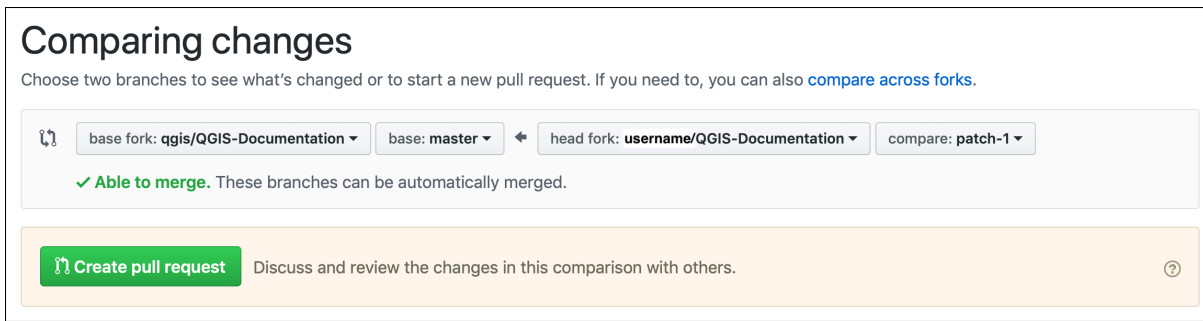 Comparing changes
Choose two branches to see what's changed or to start a new pull request. If you need to, you can also compare across forks.
base fork: qgis/QGIS-Documentation base: master head fork: username/QGIS-Documentation compare: patch-1
Able to merge. These branches can be automatically merged.
Create pull request Discuss and review the changes in this comparison with others. ?